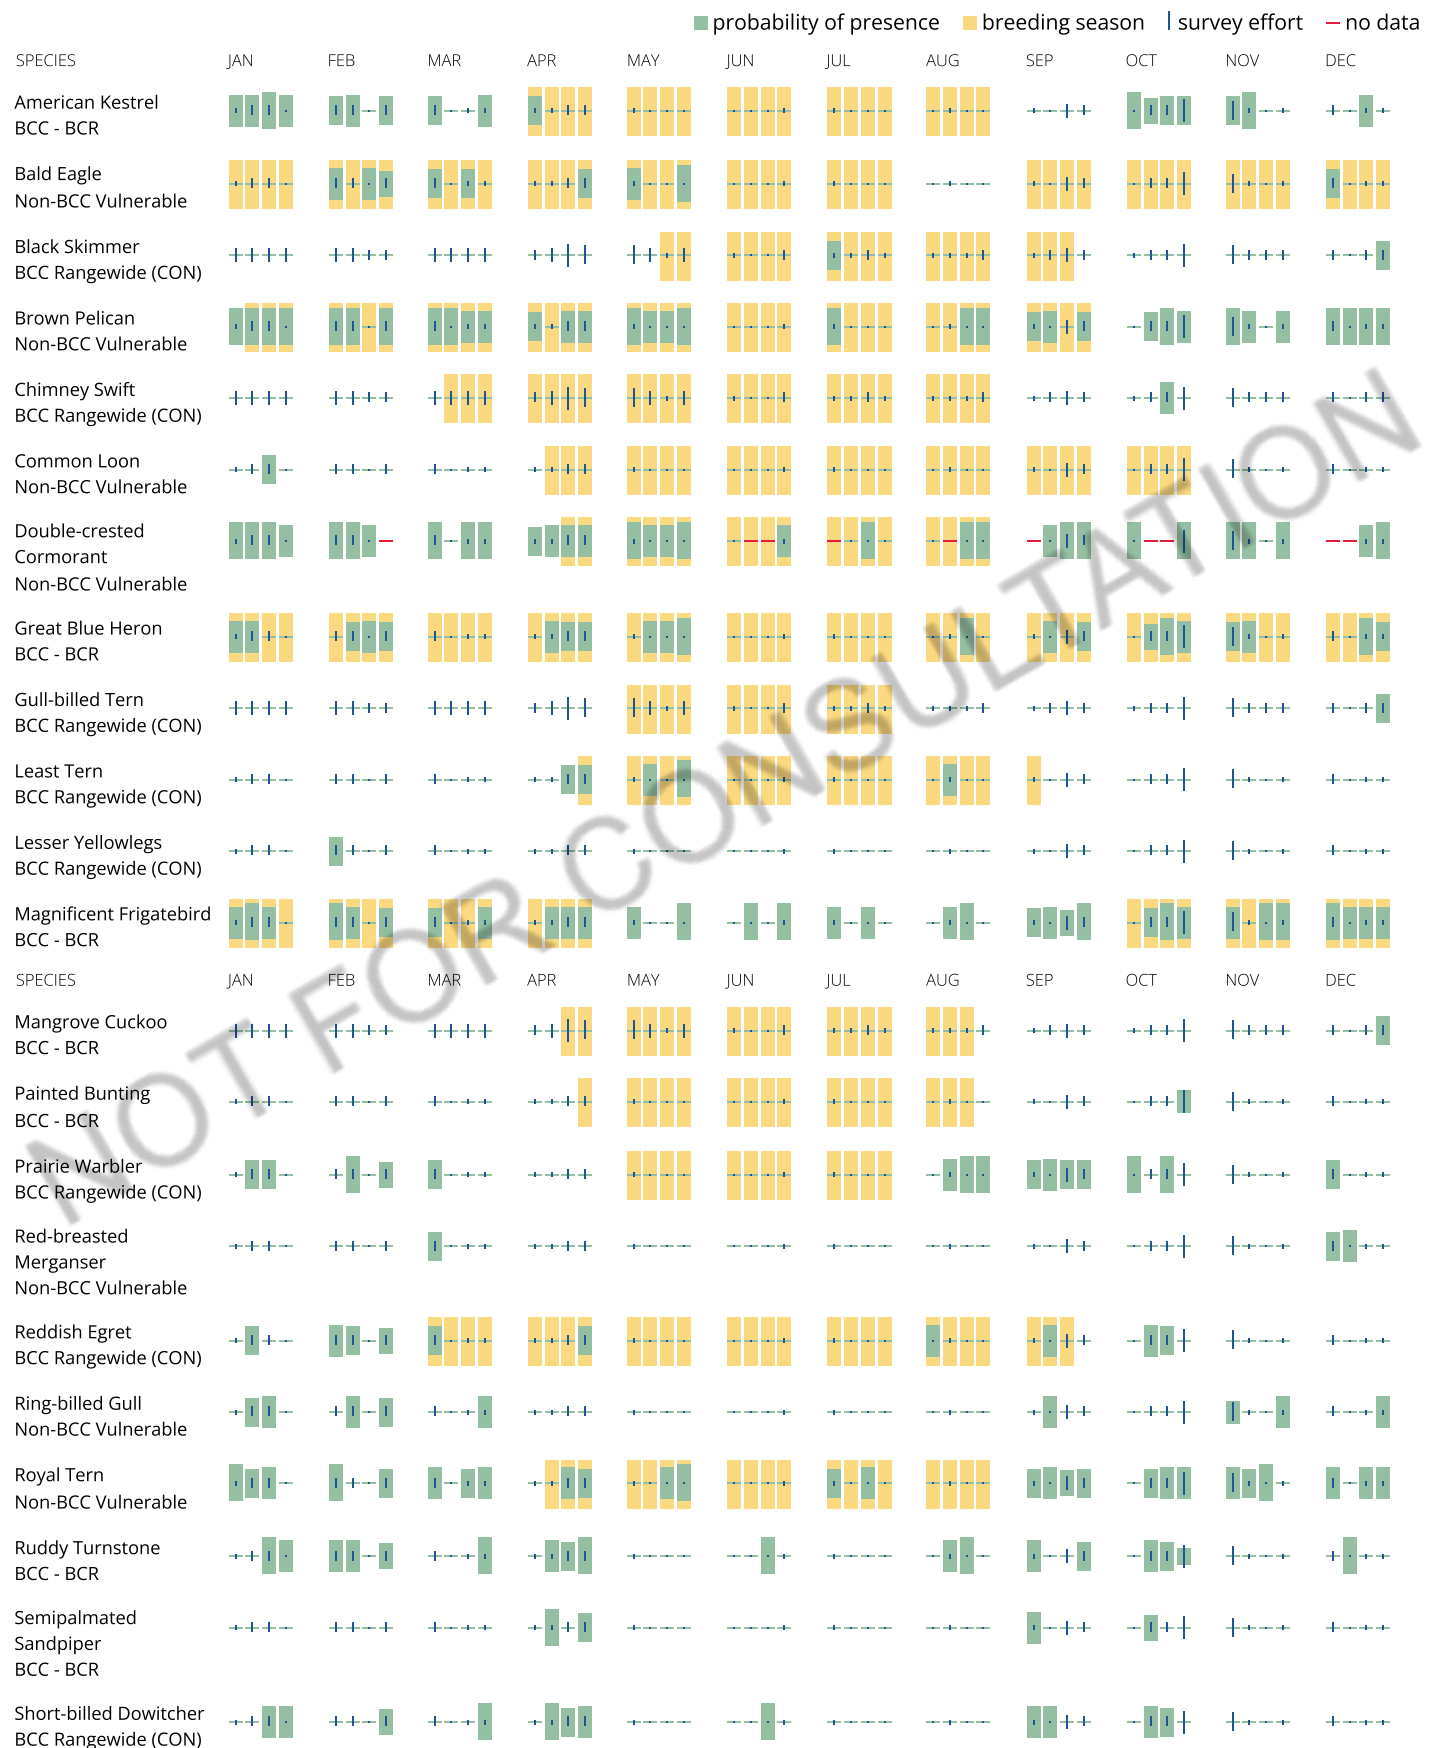 probability of presence breeding season survey effort no data
SPECIES JAN FEB MAR APR MAY JUN JUL AUG SEP OCT NOV DEC
American Kestrel
BCC - BCR
Bald Eagle
Non-BCC Vulnerable
Black Skimmer
BCC Rangewide (CON)
Brown Pelican
Non-BCC Vulnerable
Chimney Swift
BCC Rangewide (CON)
Common Loon
Non-BCC Vulnerable
Double-crested
Cormorant
Non-BCC Vulnerable
Great Blue Heron
BCC - BCR
Gull-billed Tern
BCC Rangewide (CON)
Least Tern
BCC Rangewide (CON)
Lesser Yellowlegs
BCC Rangewide (CON)
Magnificent Frigatebird
BCC - BCR
SPECIES JAN FEB MAR APR MAY JUN JUL AUG SEP OCT NOV DEC
Mangrove Cuckoo
BCC - BCR
Painted Bunting
BCC - BCR
Prairie Warbler
BCC Rangewide (CON)
Red-breasted
Merganser
Non-BCC Vulnerable
Reddish Egret
BCC Rangewide (CON)
Ring-billed Gull
Non-BCC Vulnerable
Royal Tern
Non-BCC Vulnerable
Ruddy Turnstone
BCC - BCR
Semipalmated
Sandpiper
BCC - BCR
Short-billed Dowitcher
BCC Rangewide (CON)
NOT FOR CONSULTATION